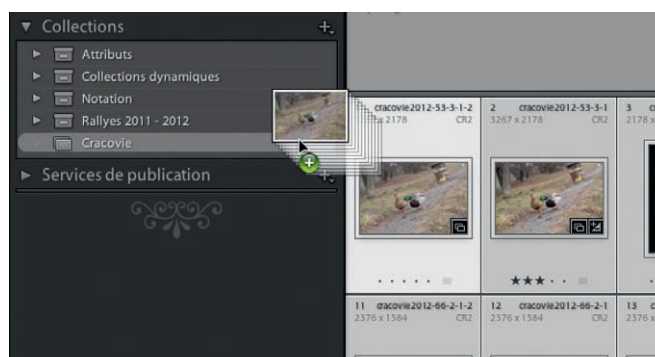 Collections
Attributs
Collections dynamiques
Notation
Rallyes 2011 - 2012
Cracovie
Services de publication
cracovie2012-53-3-1-2
x 2178 CR2
2 cracovie2012-53-3-1
3267 x 2178 CR2
3
2178 x
11 cracovie2012-66-2-1-2
2376 x 1584 CR2
12 cracovie2012-66-2-1
2376 x 1584 CR2
13
2376 x